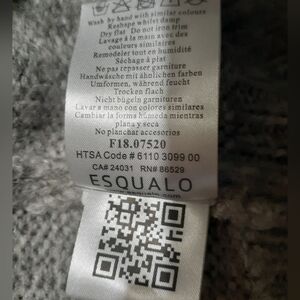 Wash by hand with similar colours
Reshape whilst damp
Dry flat Do not iron trim
Lavage à la main avec des
couleurs similaires
Remodeler tout en humidité
Séchage à plat
Ne pas repasser garniture
Handwäsche mit ähnlichen farben
Umformen, während feucht
Trocken flach
Nicht bügeln garnituren
Lavar a mano con colores similares
Cambiar la forma húmeda mientras
plana y seca
No planchar accesorios
F18.07520
HTSA Code # 6110 3099 00
CA# 24031 RN# 86529
ESQUALO